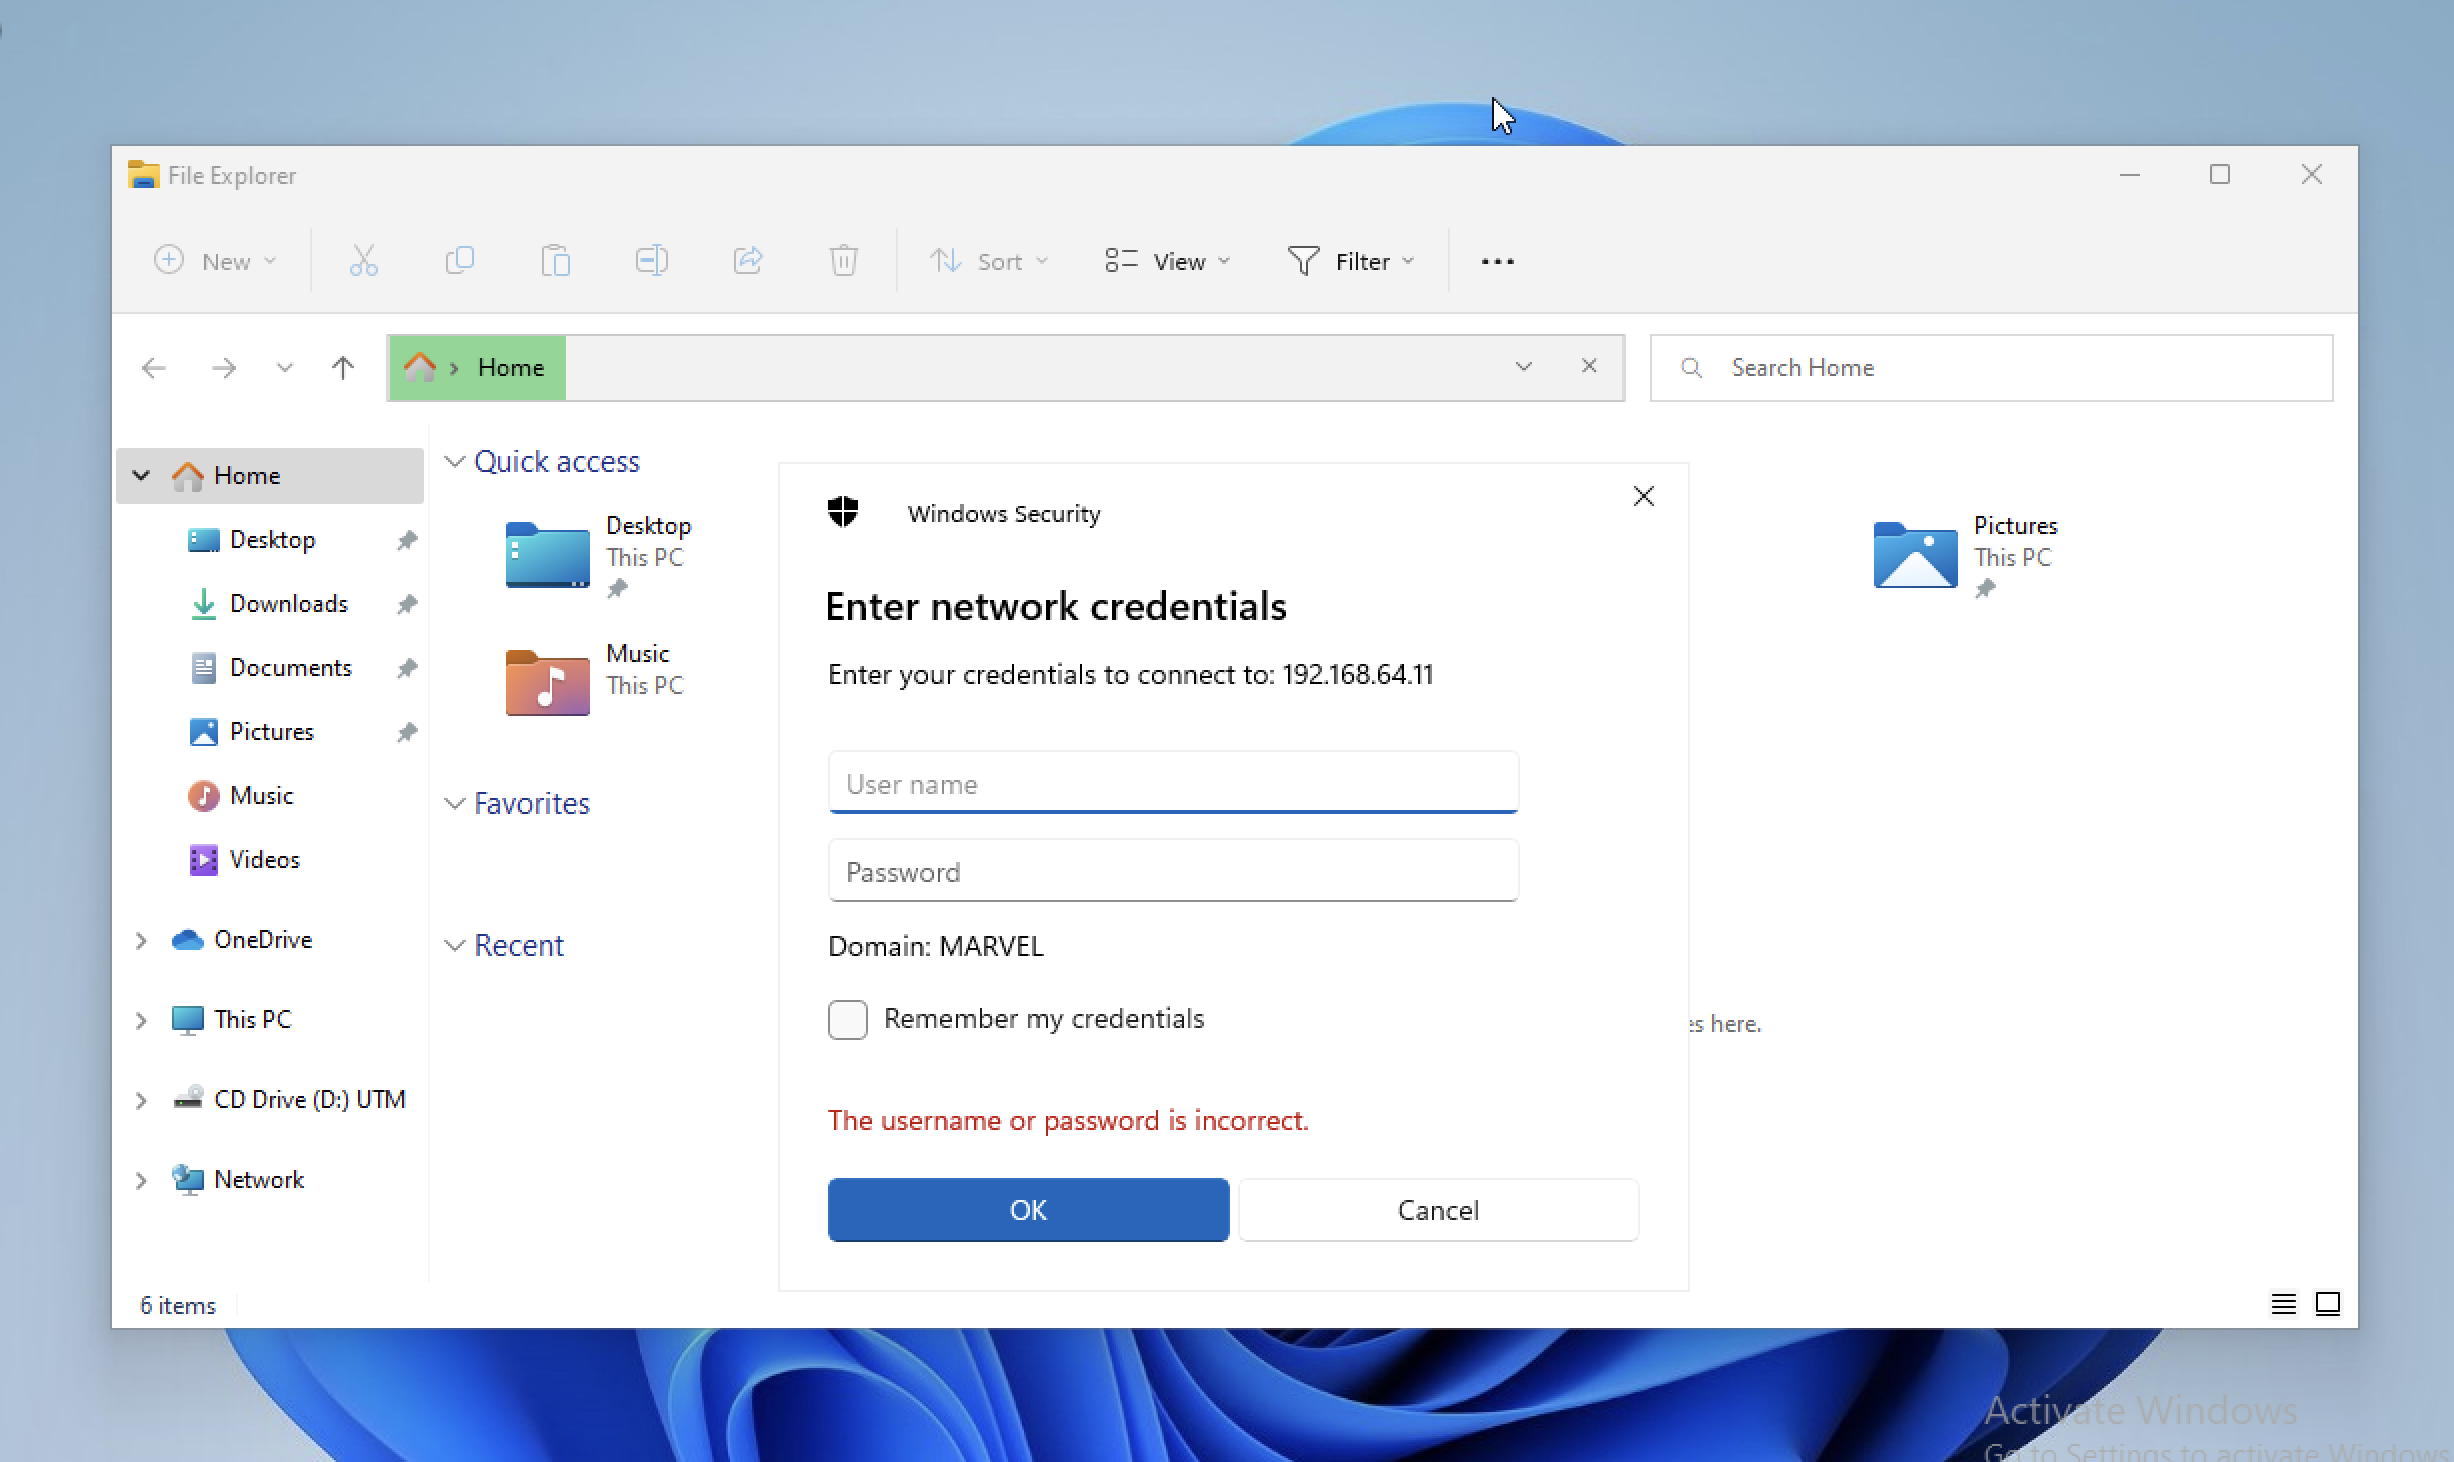 File Explorer
New
Sort
View
Filter
Home
Search Home
Home
Desktop
Downloads
Documents
Pictures
Music
Videos
OneDrive
This PC
CD Drive (D:) UTM
Network
Quick access
Desktop
This PC
Music
This PC
Pictures
This PC
Favorites
Recent
es here.
Windows Security
Enter network credentials
Enter your credentials to connect to: 192.168.64.11
User name
Password
Domain: MARVEL
Remember my credentials
The username or password is incorrect.
OK
Cancel
6 items
Activate Windows
Go to Settings to activate Windows